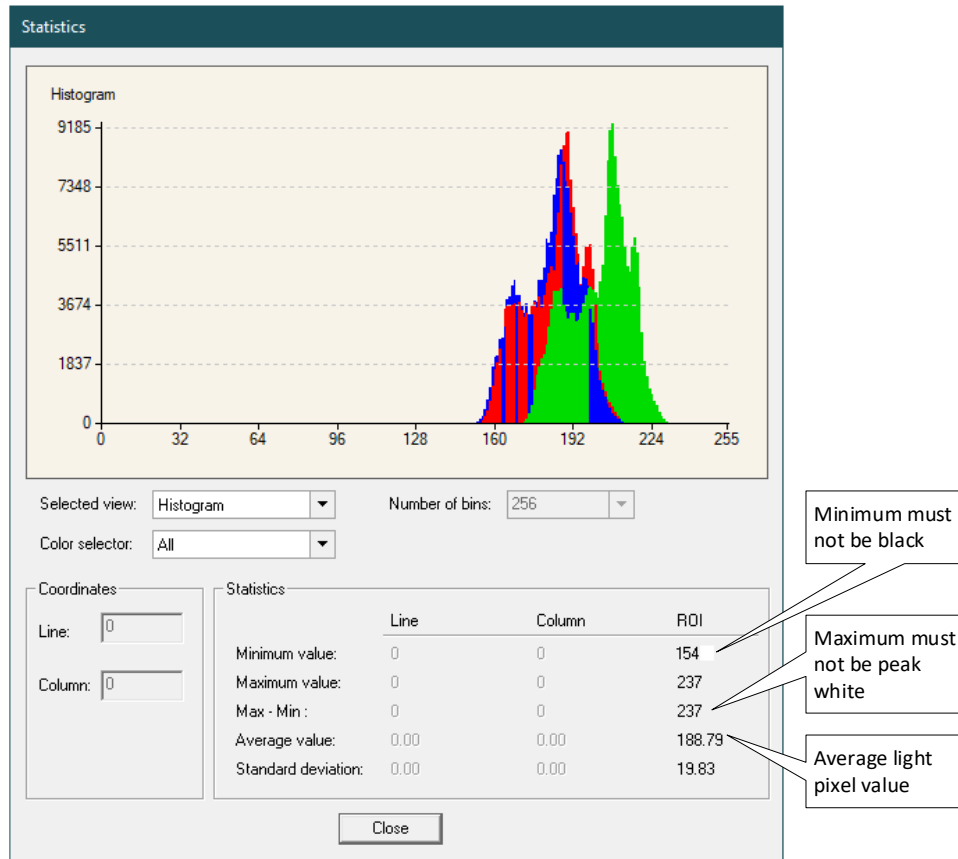 Statistics
Histogram
9185
7348
5511
3674
1837
0
0 32 64 96 128 160 192 224 255
Selected view: Histogram Number of bins: 256
Color selector: All
Coordinates
Line: 0
Column: 0
Statistics
Line Column ROI
Minimum value: 0 0 154
Maximum value: 0 0 237
Max - Min : 0 0 237
Average value: 0.00 0.00 188.79
Standard deviation: 0.00 0.00 19.83
Close
Minimum must
not be black
Maximum must
not be peak
white
Average light
pixel value